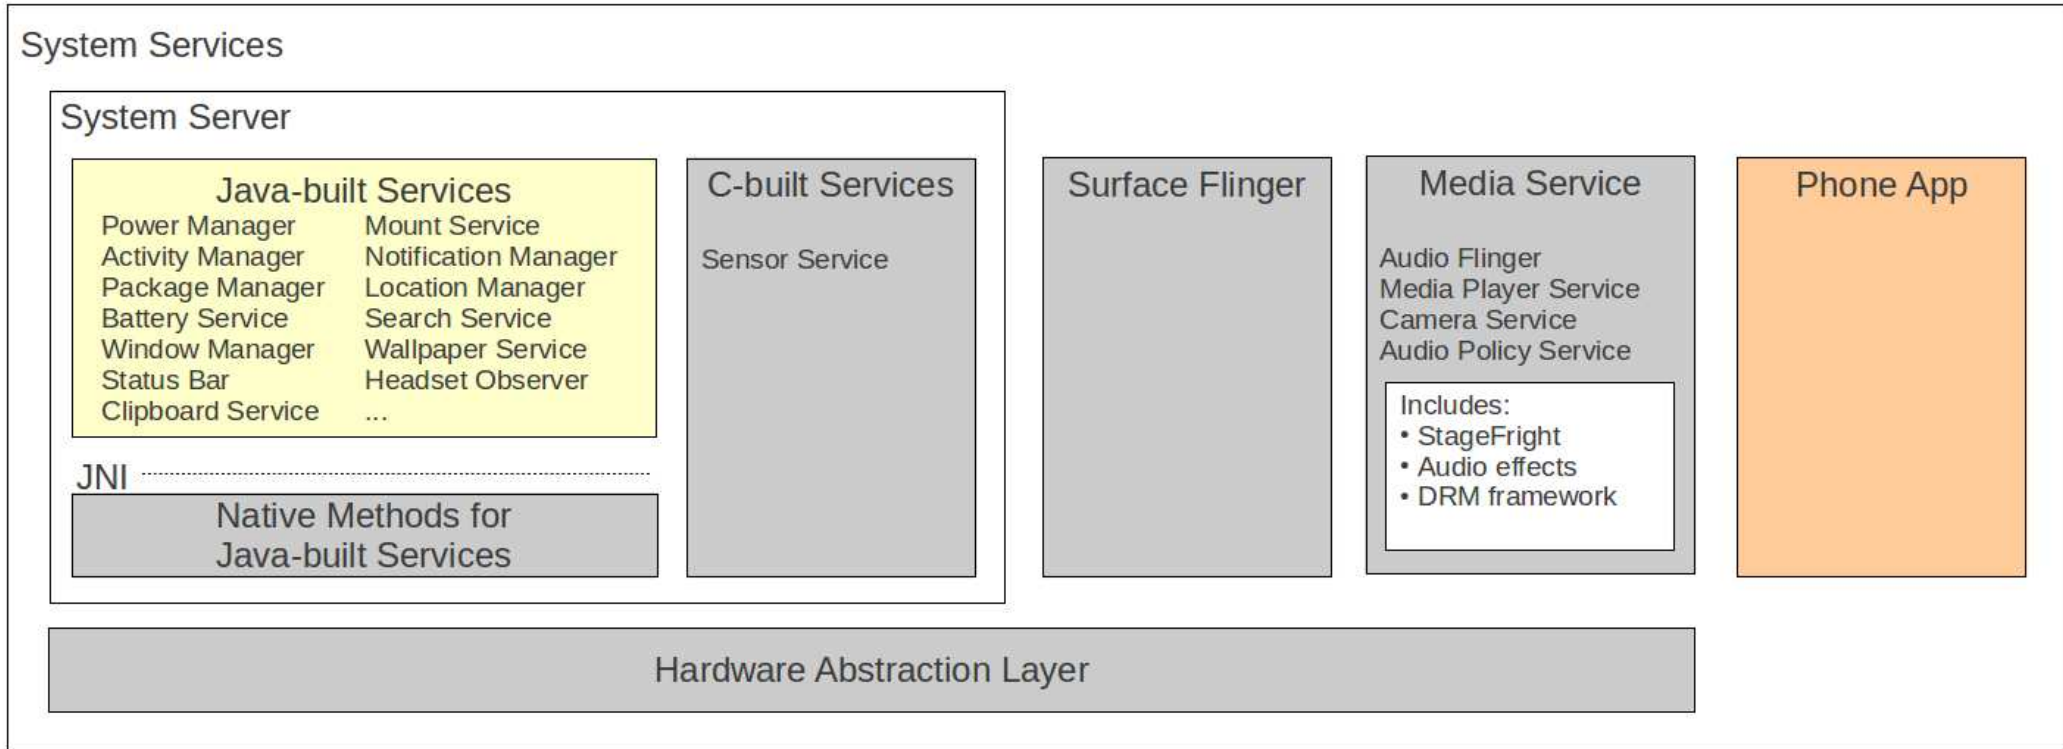 System Services
System Server
Java-built Services
Power Manager
Activity Manager
Package Manager
Battery Service
Window Manager
Status Bar
Clipboard Service
Mount Service
Notification Manager
Location Manager
Search Service
Wallpaper Service
Headset Observer
...
JNI
Native Methods for
Java-built Services
C-built Services
Sensor Service
Surface Flinger
Media Service
Audio Flinger
Media Player Service
Camera Service
Audio Policy Service
Includes:
• StageFright
• Audio effects
• DRM framework
Phone App
Hardware Abstraction Layer